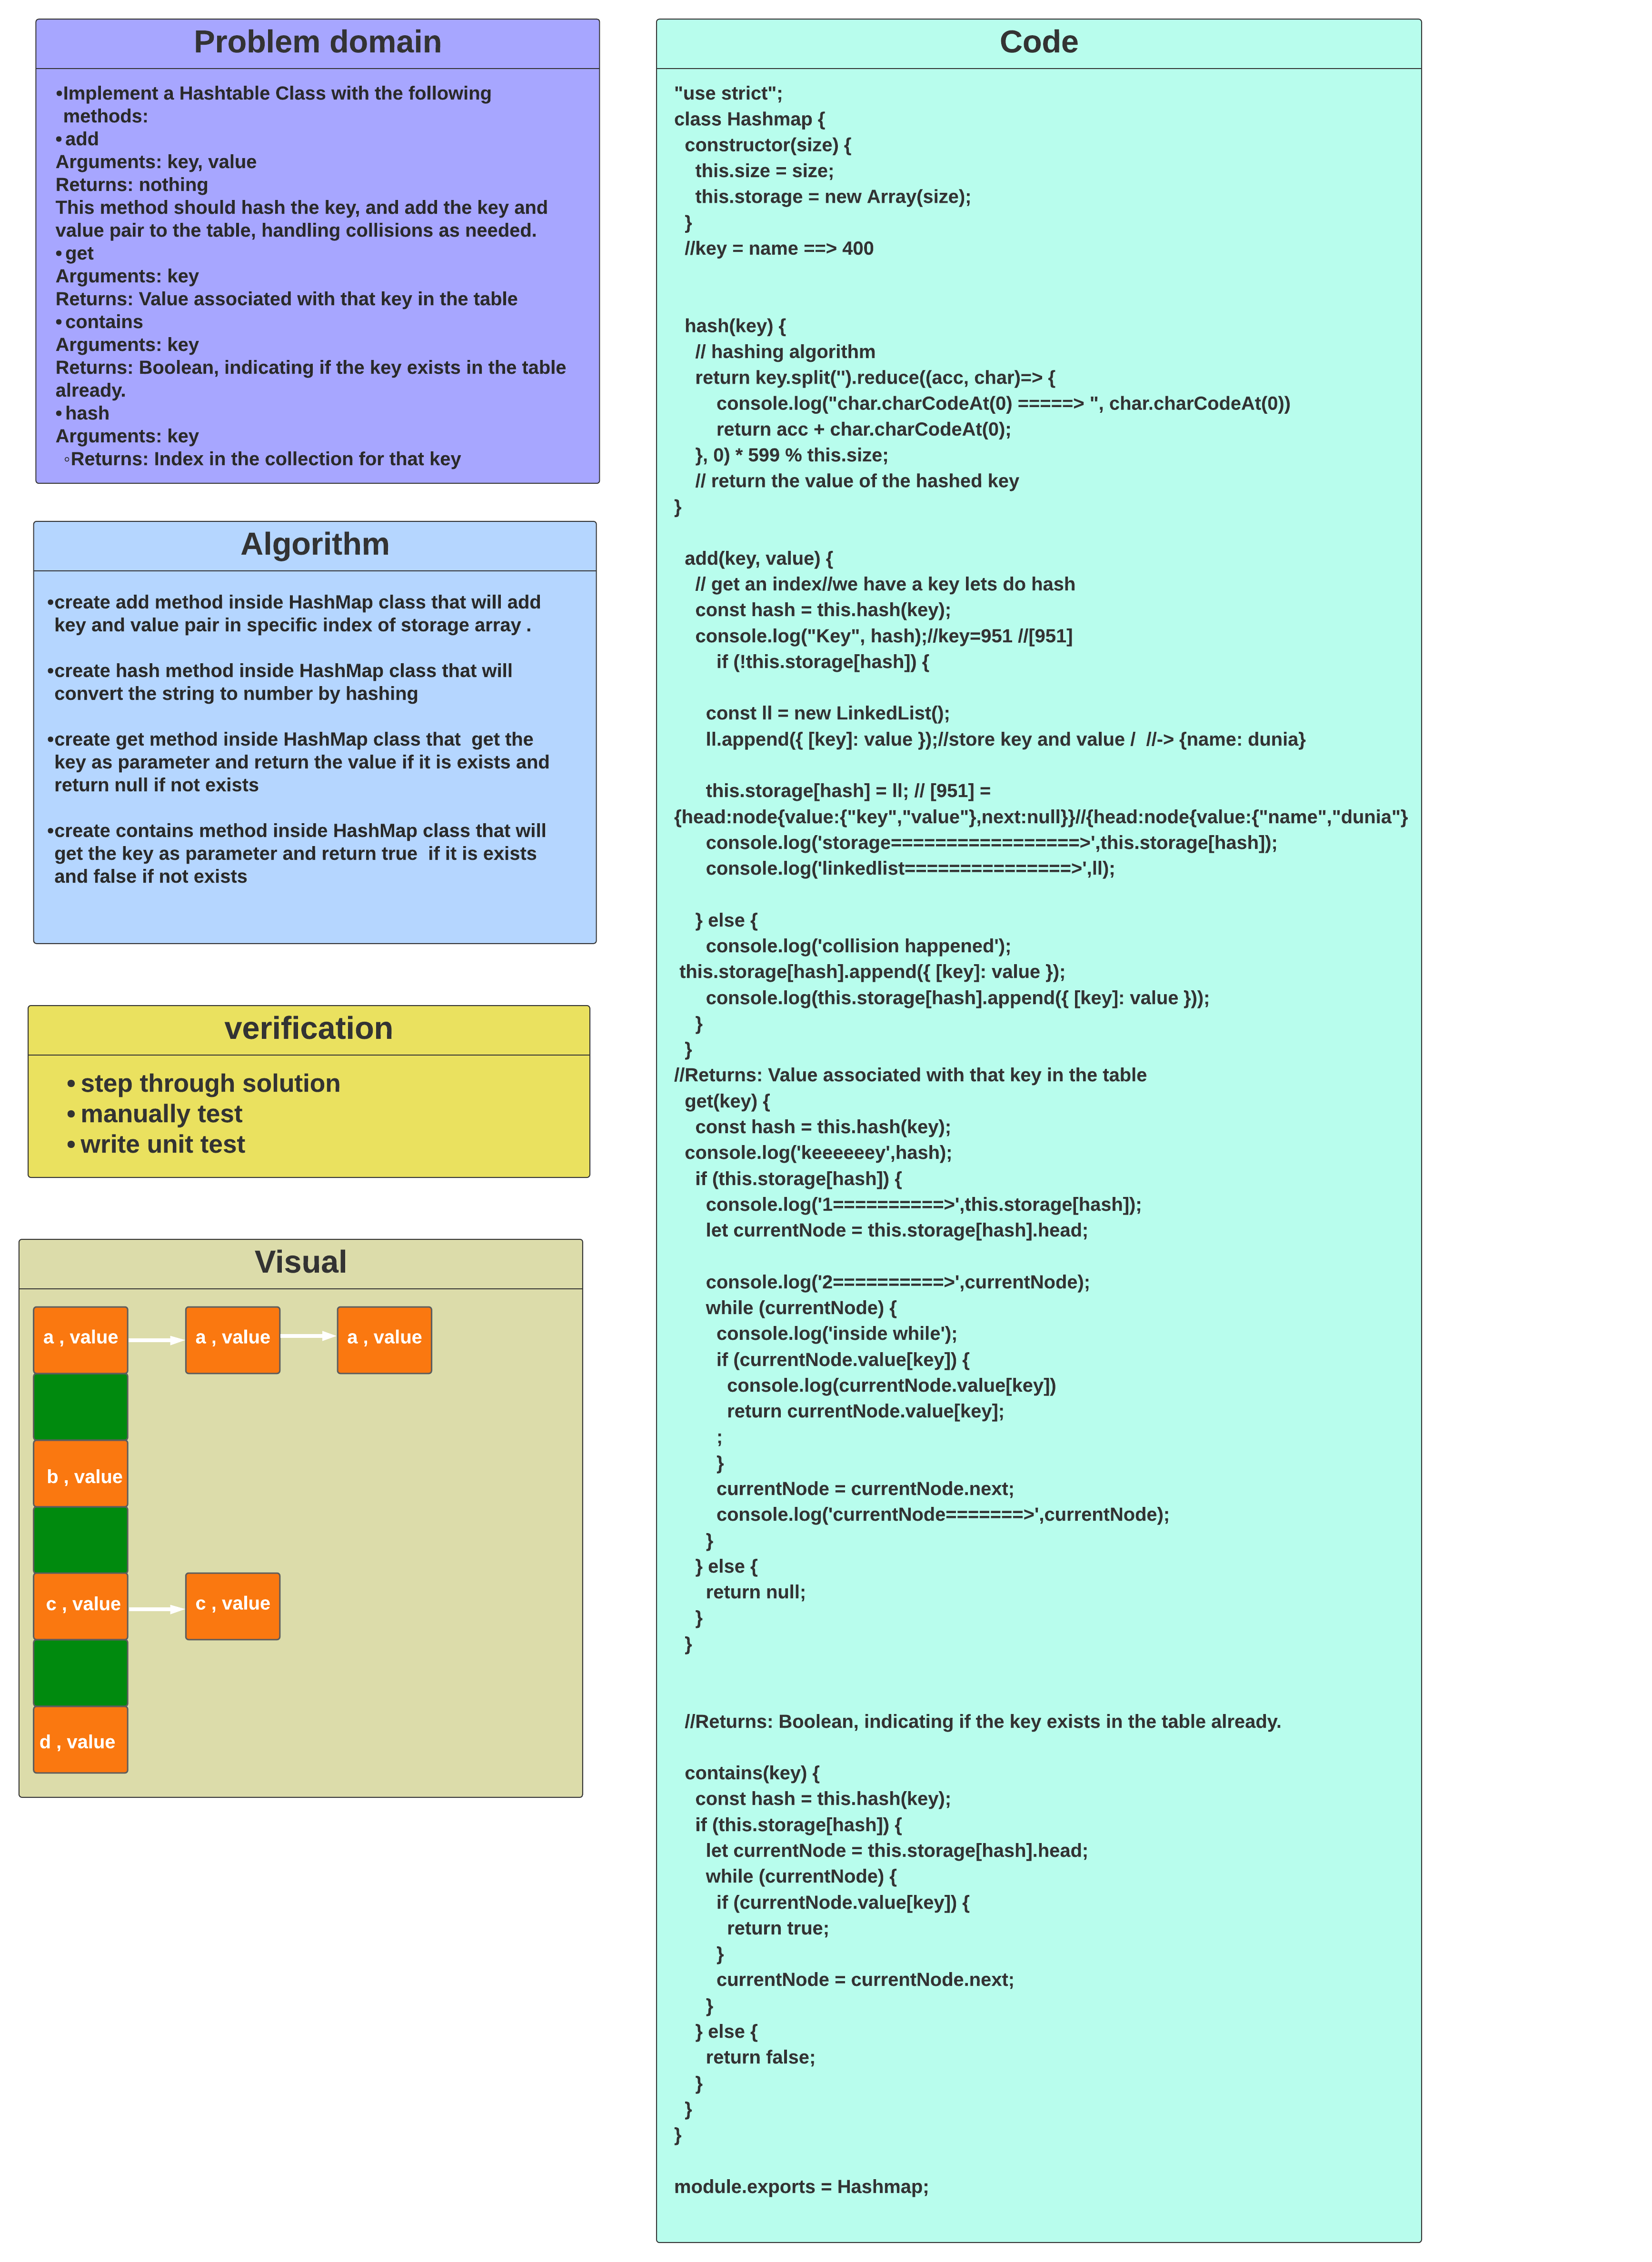 Problem domain
•Implement a Hashtable Class with the following
methods:
• add
Arguments: key, value
Returns: nothing
This method should hash the key, and add the key and
value pair to the table, handling collisions as needed.
• get
Arguments: key
Returns: Value associated with that key in the table
• contains
Arguments: key
Returns: Boolean, indicating if the key exists in the table
already.
• hash
Arguments: key
◦Returns: Index in the collection for that key
Algorithm
•create add method inside HashMap class that will add
key and value pair in specific index of storage array .
•create hash method inside HashMap class that will
convert the string to number by hashing
•create get method inside HashMap class that  get the
key as parameter and return the value if it is exists and
return null if not exists
•create contains method inside HashMap class that will
get the key as parameter and return true  if it is exists
and false if not exists
verification
• step through solution
• manually test
• write unit test
Visual
a , value
a , value
a , value
b , value
c , value
c , value
d , value
Code
"use strict";
class Hashmap {
constructor(size) {
this.size = size;
this.storage = new Array(size);
}
//key = name ==> 400
hash(key) {
// hashing algorithm
return key.split('').reduce((acc, char)=> {
console.log("char.charCodeAt(0) =====> ", char.charCodeAt(0))
return acc + char.charCodeAt(0);
}, 0) * 599 % this.size;
// return the value of the hashed key
}
add(key, value) {
// get an index//we have a key lets do hash
const hash = this.hash(key);
console.log("Key", hash);//key=951 //[951]
if (!this.storage[hash]) {
const ll = new LinkedList();
ll.append({ [key]: value });//store key and value /  //-> {name: dunia}
this.storage[hash] = ll; // [951] =
{head:node{value:{"key","value"},next:null}}//{head:node{value:{"name","dunia"}
console.log('storage=================>',this.storage[hash]);
console.log('linkedlist===============>',ll);
} else {
console.log('collision happened');
this.storage[hash].append({ [key]: value });
console.log(this.storage[hash].append({ [key]: value }));
}
}
//Returns: Value associated with that key in the table
get(key) {
const hash = this.hash(key);
console.log('keeeeeey',hash);
if (this.storage[hash]) {
console.log('1==========>',this.storage[hash]);
let currentNode = this.storage[hash].head;
console.log('2==========>',currentNode);
while (currentNode) {
console.log('inside while');
if (currentNode.value[key]) {
console.log(currentNode.value[key])
return currentNode.value[key];
;
}
currentNode = currentNode.next;
console.log('currentNode=======>',currentNode);
}
} else {
return null;
}
}
//Returns: Boolean, indicating if the key exists in the table already.
contains(key) {
const hash = this.hash(key);
if (this.storage[hash]) {
let currentNode = this.storage[hash].head;
while (currentNode) {
if (currentNode.value[key]) {
return true;
}
currentNode = currentNode.next;
}
} else {
return false;
}
}
}
module.exports = Hashmap;